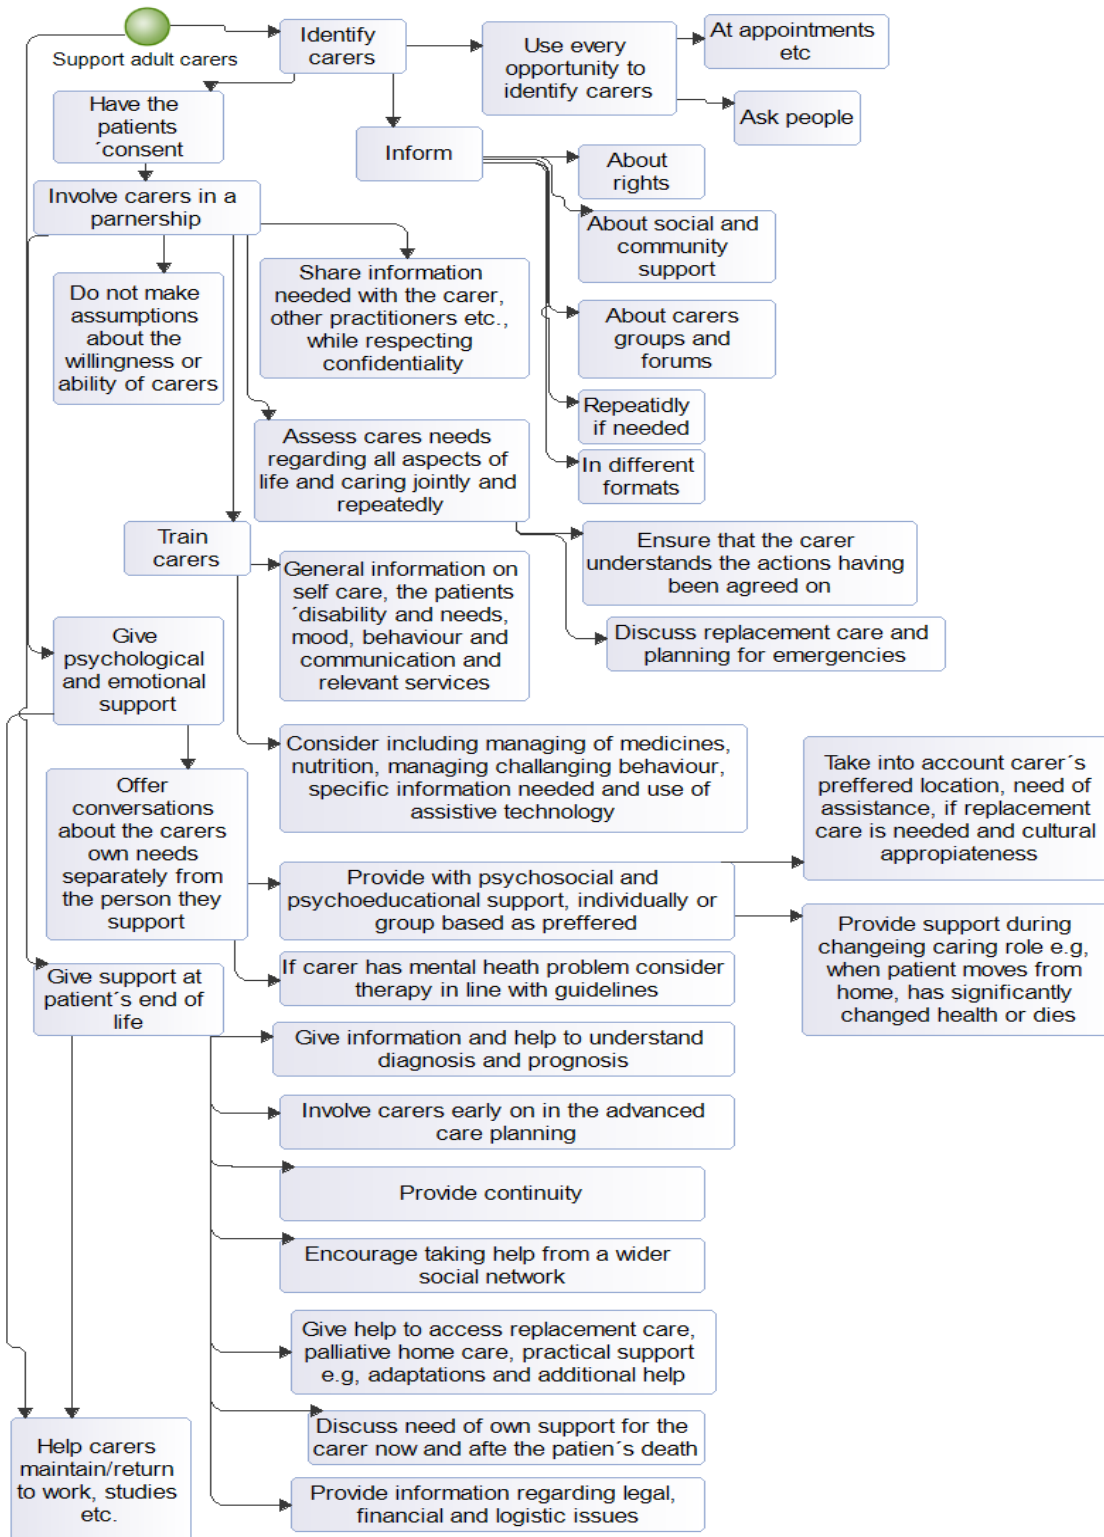 Support adult carers
Identify
carers
Use every
opportunity to
identify carers
At appointments
etc
Ask people
Have the
patients
´consent
Inform
About
rights
About social and
community
support
About carers
groups and
forums
Repeatidly
if needed
In different
formats
Involve carers in a
parnership
Do not make
assumptions
about the
willingness or
ability of carers
Share information
needed with the carer,
other practitioners etc.,
while respecting
confidentiality
Assess cares needs
regarding all aspects of
life and caring jointly and
repeatedly
Ensure that the carer
understands the actions having
been agreed on
Discuss replacement care and
planning for emergencies
Train
carers
General information on
self care, the patients
´disability and needs,
mood, behaviour and
communication and
relevant services
Consider including managing of medicines,
nutrition, managing challanging behaviour,
specific information needed and use of
assistive technology
Give
psychological
and emotional
support
Offer
conversations
about the carers
own needs
separately from
the person they
support
Provide with psychosocial and
psychoeducational support, individually or
group based as preffered
Take into account carer´s
preffered location, need of
assistance, if replacement
care is needed and cultural
appropiateness
Provide support during
changeing caring role e.g,
when patient moves from
home, has significantly
changed health or dies
If carer has mental heath problem consider
therapy in line with guidelines
Give support at
patient´s end of
life
Give information and help to understand
diagnosis and prognosis
Involve carers early on in the advanced
care planning
Provide continuity
Encourage taking help from a wider
social network
Give help to access replacement care,
palliative home care, practical support
e.g, adaptations and additional help
Discuss need of own support for the
carer now and afte the patien´s death
Provide information regarding legal,
financial and logistic issues
Help carers
maintain/return
to work, studies
etc.